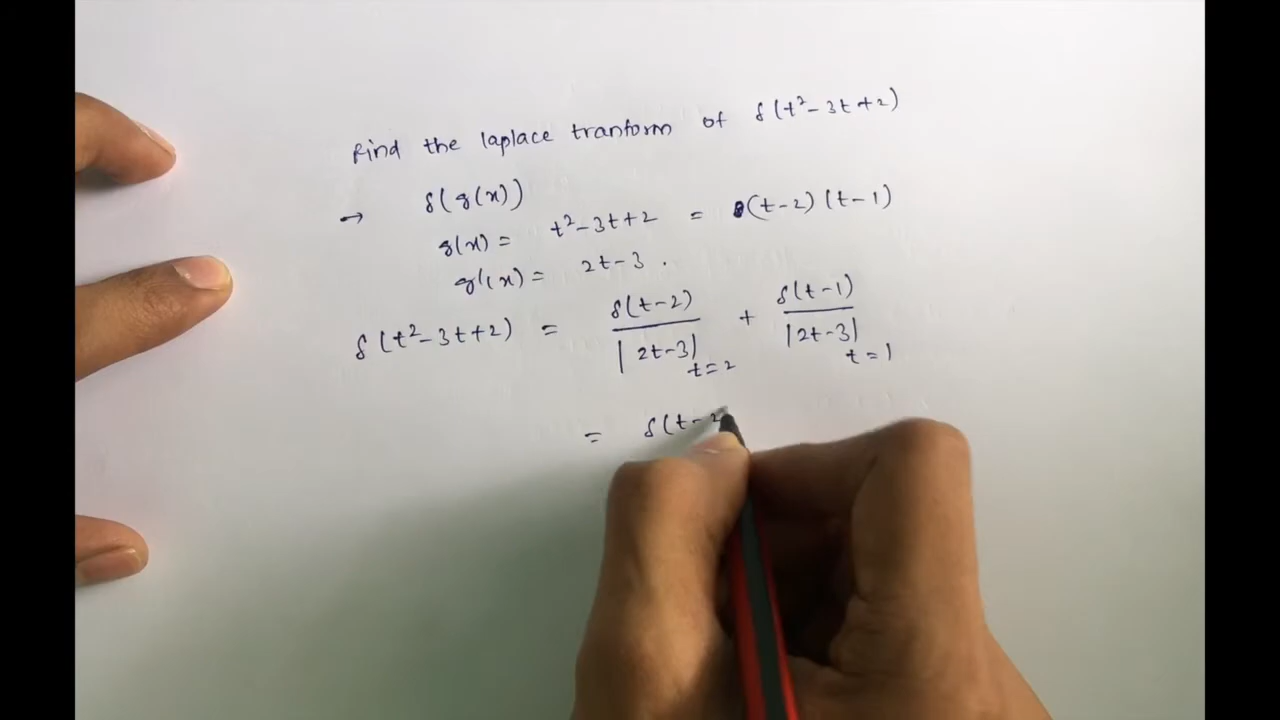 Find the laplace tranform of δ(t²-3t+2)
→ δ(g(x))
g(x) = t²-3t+2 = (t-2)(t-1)
g'(x) = 2t-3.
δ(t²-3t+2) = δ(t-2)/|2t-3| t=2 + δ(t-1)/|2t-3| t=1
= δ(t-2